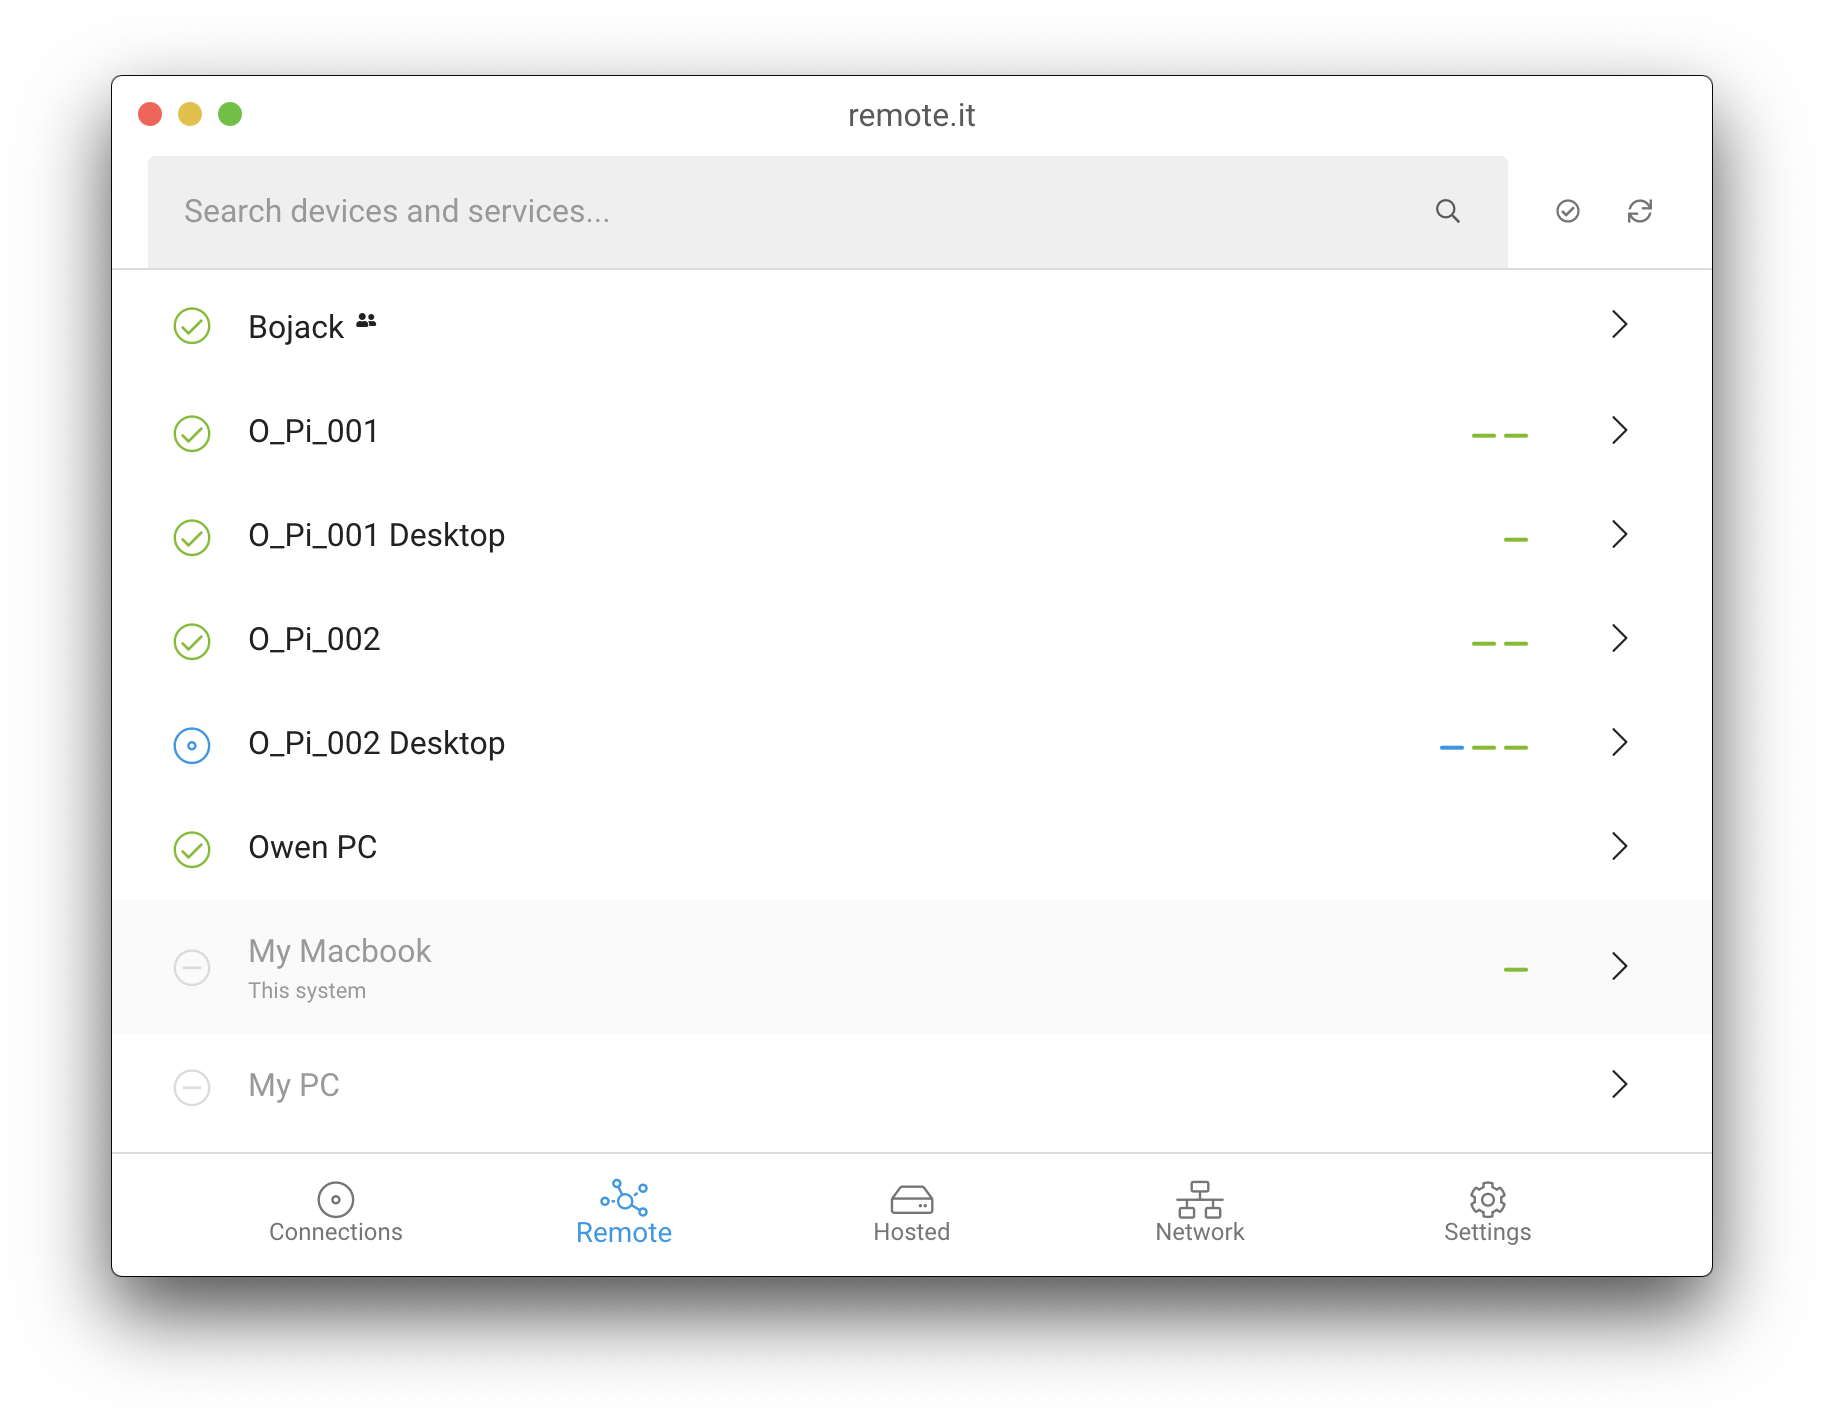 remote.it
Search devices and services...
Bojack
O_Pi_001
O_Pi_001 Desktop
O_Pi_002
O_Pi_002 Desktop
Owen PC
My Macbook
This system
My PC
Connections
Remote
Hosted
Network
Settings